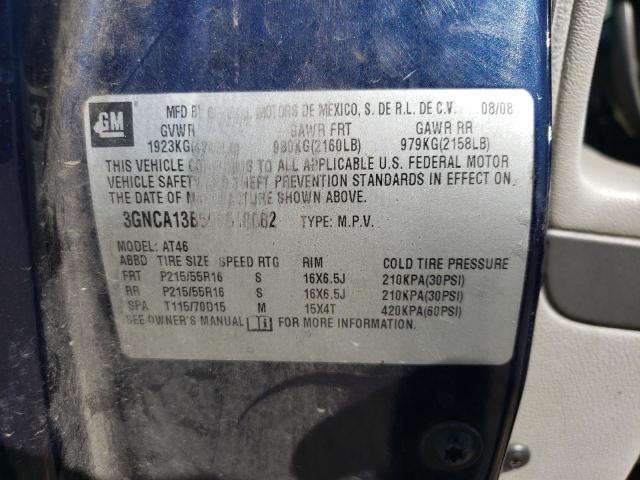 GM
MFD BY MOTORS DE MEXICO, S. DE R.L. DE C.V. 08/08
GVWR GAWR FRT GAWR RR
980KG(2160LB) 979KG(2158LB)
THIS VEHICLE TO ALL APPLICABLE U.S. FEDERAL MOTOR
VEHICLE SAFETY THEFT PREVENTION STANDARDS IN EFFECT ON
THE DATE OF SHOWN ABOVE.
TYPE: M.P.V.
MODEL: AT46
ABBD TIRE SIZE SPEED RTG RIM COLD TIRE PRESSURE
FRT P215/55R16 S 16X6.5J 210KPA(30PSI)
RR P215/55R16 S 16X6.5J 210KPA(30PSI)
SPA T115/70D15 M 15X4T 420KPA(60PSI)
SEE OWNER'S MANUAL FOR MORE INFORMATION.